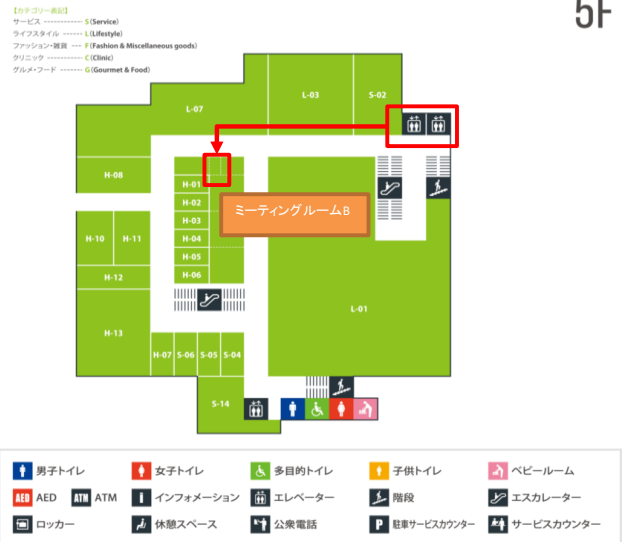 5F
【カテゴリー表記】
サービス ------------ S (Service)
ライフスタイル ------ L (Lifestyle)
ファッション・雑貨 --- F (Fashion & Miscellaneous goods)
クリニック ---------- C (Clinic)
グルメ・フード ------- G (Gourmet & Food)
L-07
L-03
S-02
H-08
H-01
H-02
H-03
H-04
H-05
H-06
ミーティングルームB
H-10
H-11
H-12
H-13
L-01
H-07
S-06
S-05
S-04
S-14
男子トイレ
女子トイレ
多目的トイレ
子供トイレ
ベビールーム
AED AED
ATM ATM
インフォメーション
エレベーター
階段
エスカレーター
ロッカー
休憩スペース
公衆電話
P 駐車サービスカウンター
サービスカウンター